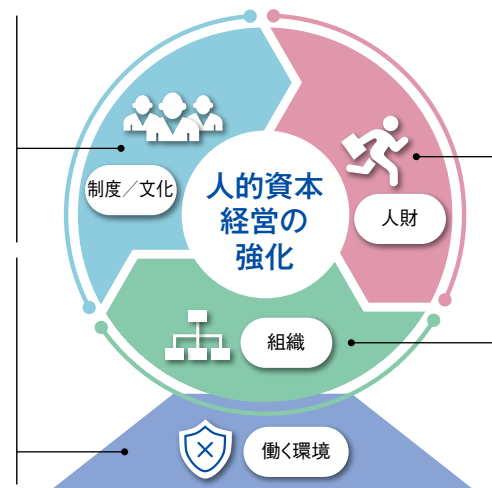 制度／文化
人的資本
経営の
強化
人財
組織
働く環境